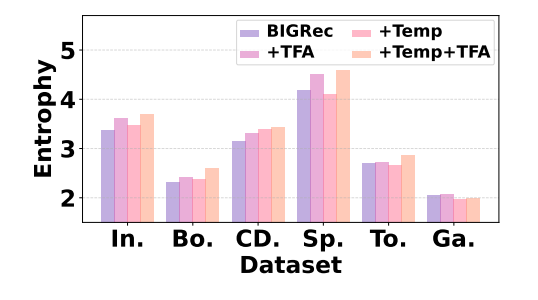 BIGRec
+Temp
+TFA
+Temp+TFA
5
4
3
2
Entrophy
In. Bo. CD. Sp. To. Ga.
Dataset